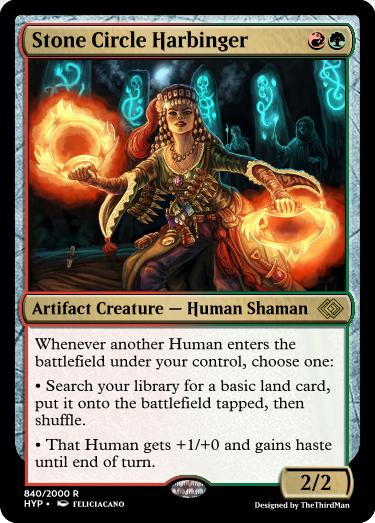 Stone Circle Harbinger
Artifact Creature — Human Shaman
Whenever another Human enters the
battlefield under your control, choose one:
• Search your library for a basic land card,
put it onto the battlefield tapped, then
shuffle.
• That Human gets +1/+0 and gains haste
until end of turn.
2/2
840/2000 R
HYP • FELICIACANO
Designed by TheThirdMan